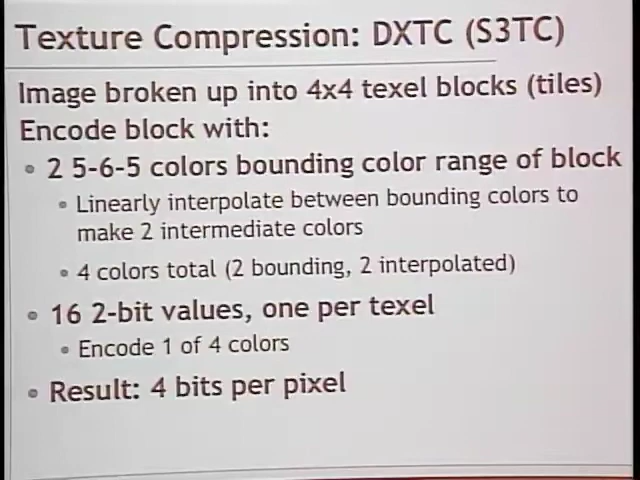 Texture Compression: DXTC (S3TC)
Image broken up into 4x4 texel blocks (tiles)
Encode block with:
• 2 5-6-5 colors bounding color range of block
• Linearly interpolate between bounding colors to
make 2 intermediate colors
• 4 colors total (2 bounding, 2 interpolated)
• 16 2-bit values, one per texel
• Encode 1 of 4 colors
• Result: 4 bits per pixel